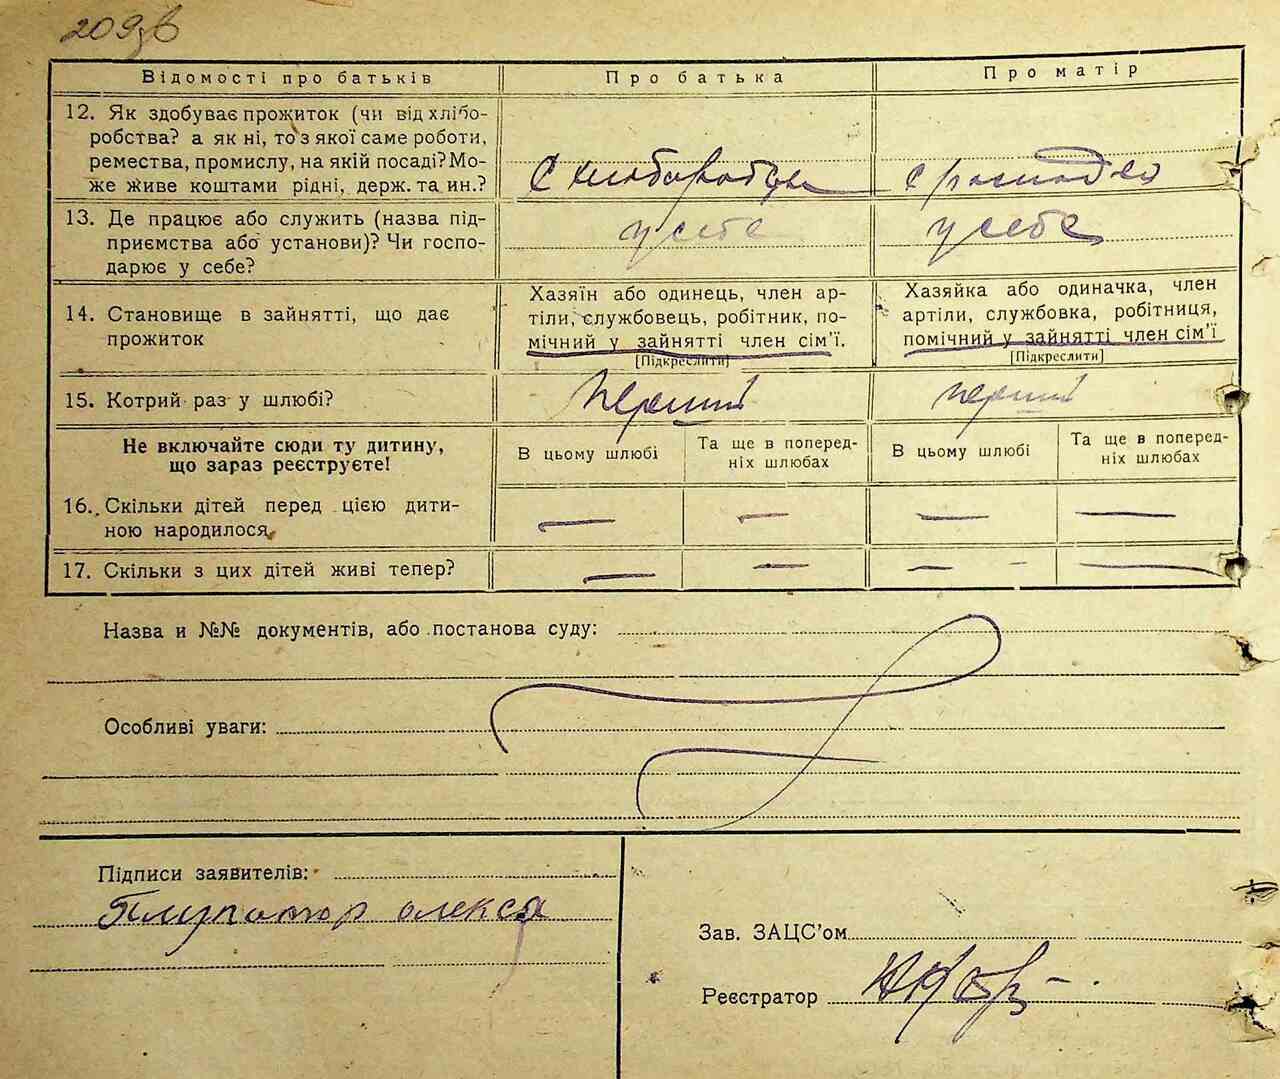 209зв
Відомості про батьків
Про батька
Про матір
12. Як здобуває прожиток (чи від хлібо-
робства? а як ні, то з якої саме роботи,
ремества, промислу, на якій посаді? Мо-
же живе коштами рідні, держ. та ин.?
С хлиборобства
13. Де працює або служить (назва під-
приємства або установи)? Чи госпо-
дарює у себе?
у себе
у себе
14. Становище в зайнятті, що дає
прожиток
Хазяїн або одинець, член ар-
тіли, службовець, робітник, по-
мічний у зайнятті член сім'ї.
[Підкреслити]
Хазяйка або одиначка, член
артіли, службовка, робітниця,
помічний у зайнятті член сім'ї
[Підкреслити]
15. Котрий раз у шлюбі?
перший
перший
Не включайте сюди ту дитину,
що зараз реєструєте!
В цьому шлюбі
Та ще в поперед-
ніх шлюбах
В цьому шлюбі
Та ще в поперед-
ніх шлюбах
16. Скільки дітей перед цією дити-
ною народилося
—
—
—
—
17. Скільки з цих дітей живі тепер?
—
—
—
—
Назва и №№ документів, або постанова суду:
Особливі уваги:
Підписи заявителів:
олекса
Зав. ЗАЦС'ом
Реєстратор